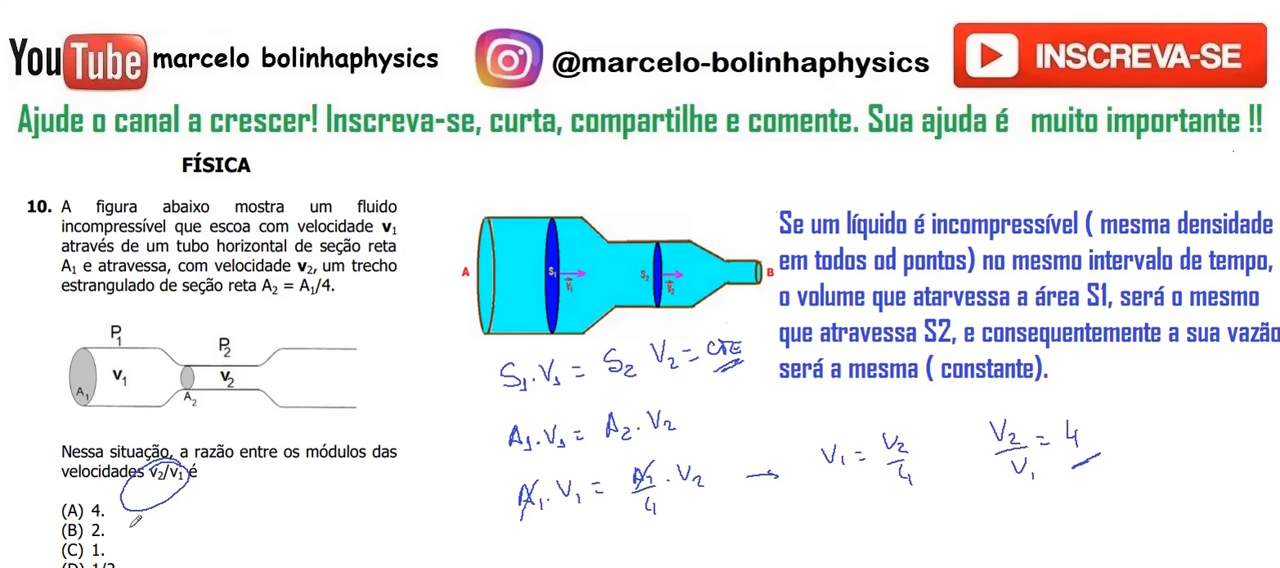 YouTube marcelo bolinhaphysics
@marcelo-bolinhaphysics
INSCREVA-SE
Ajude o canal a crescer! Inscreva-se, curta, compartilhe e comente. Sua ajuda é muito importante !!
FÍSICA
10. A figura abaixo mostra um fluido
incompressível que escoa com velocidade v₁
através de um tubo horizontal de seção reta
A₁ e atravessa, com velocidade v₂, um trecho
estrangulado de seção reta A₂ = A₁/4.
P₁
P₂
v₁
v₂
A₁
A₂
Nessa situação, a razão entre os módulos das
velocidades v₂/v₁ é
(A) 4.
(B) 2.
(C) 1.
(D) 1/2
A
S₁
v₁
S₂
v₂
B
Se um líquido é incompressível ( mesma densidade
em todos od pontos) no mesmo intervalo de tempo,
o volume que atarvessa a área S1, será o mesmo
que atravessa S2, e consequentemente a sua vazão
será a mesma ( constante).
S₁.V₁ = S₂ V₂ = CTE
A₁.V₁ = A₂.V₂
A₁.V₁ = A₁/4 . V₂ → V₁ = V₂/4
V₂/V₁ = 4